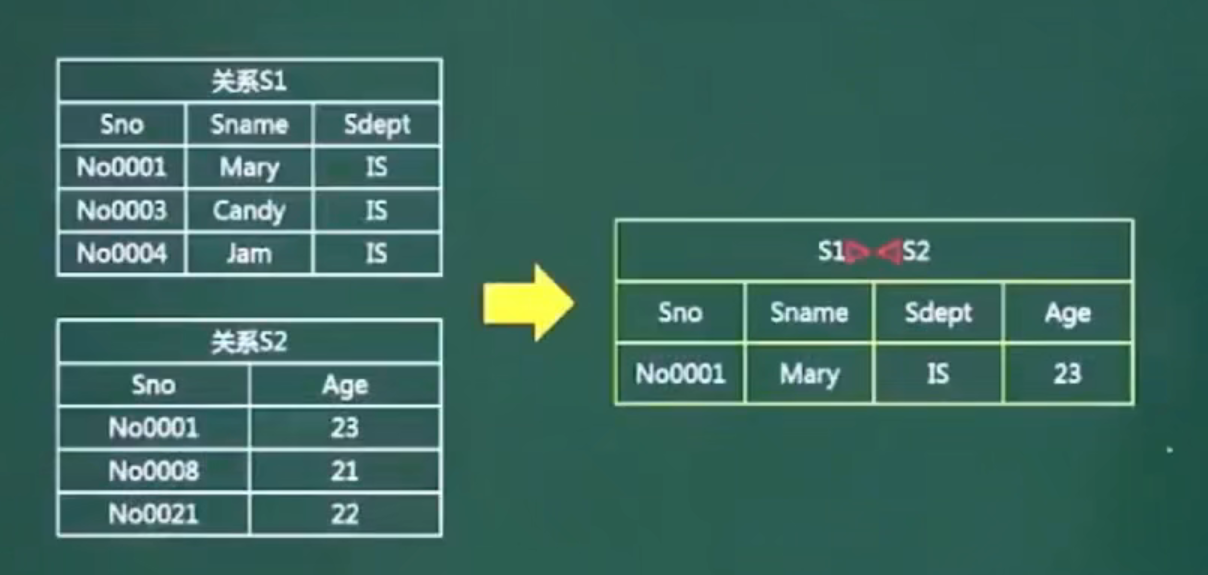 关系S1
Sno Sname Sdept
No0001 Mary IS
No0003 Candy IS
No0004 Jam IS
关系S2
Sno Age
No0001 23
No0008 21
No0021 22
S1▷◁S2
Sno Sname Sdept Age
No0001 Mary IS 23